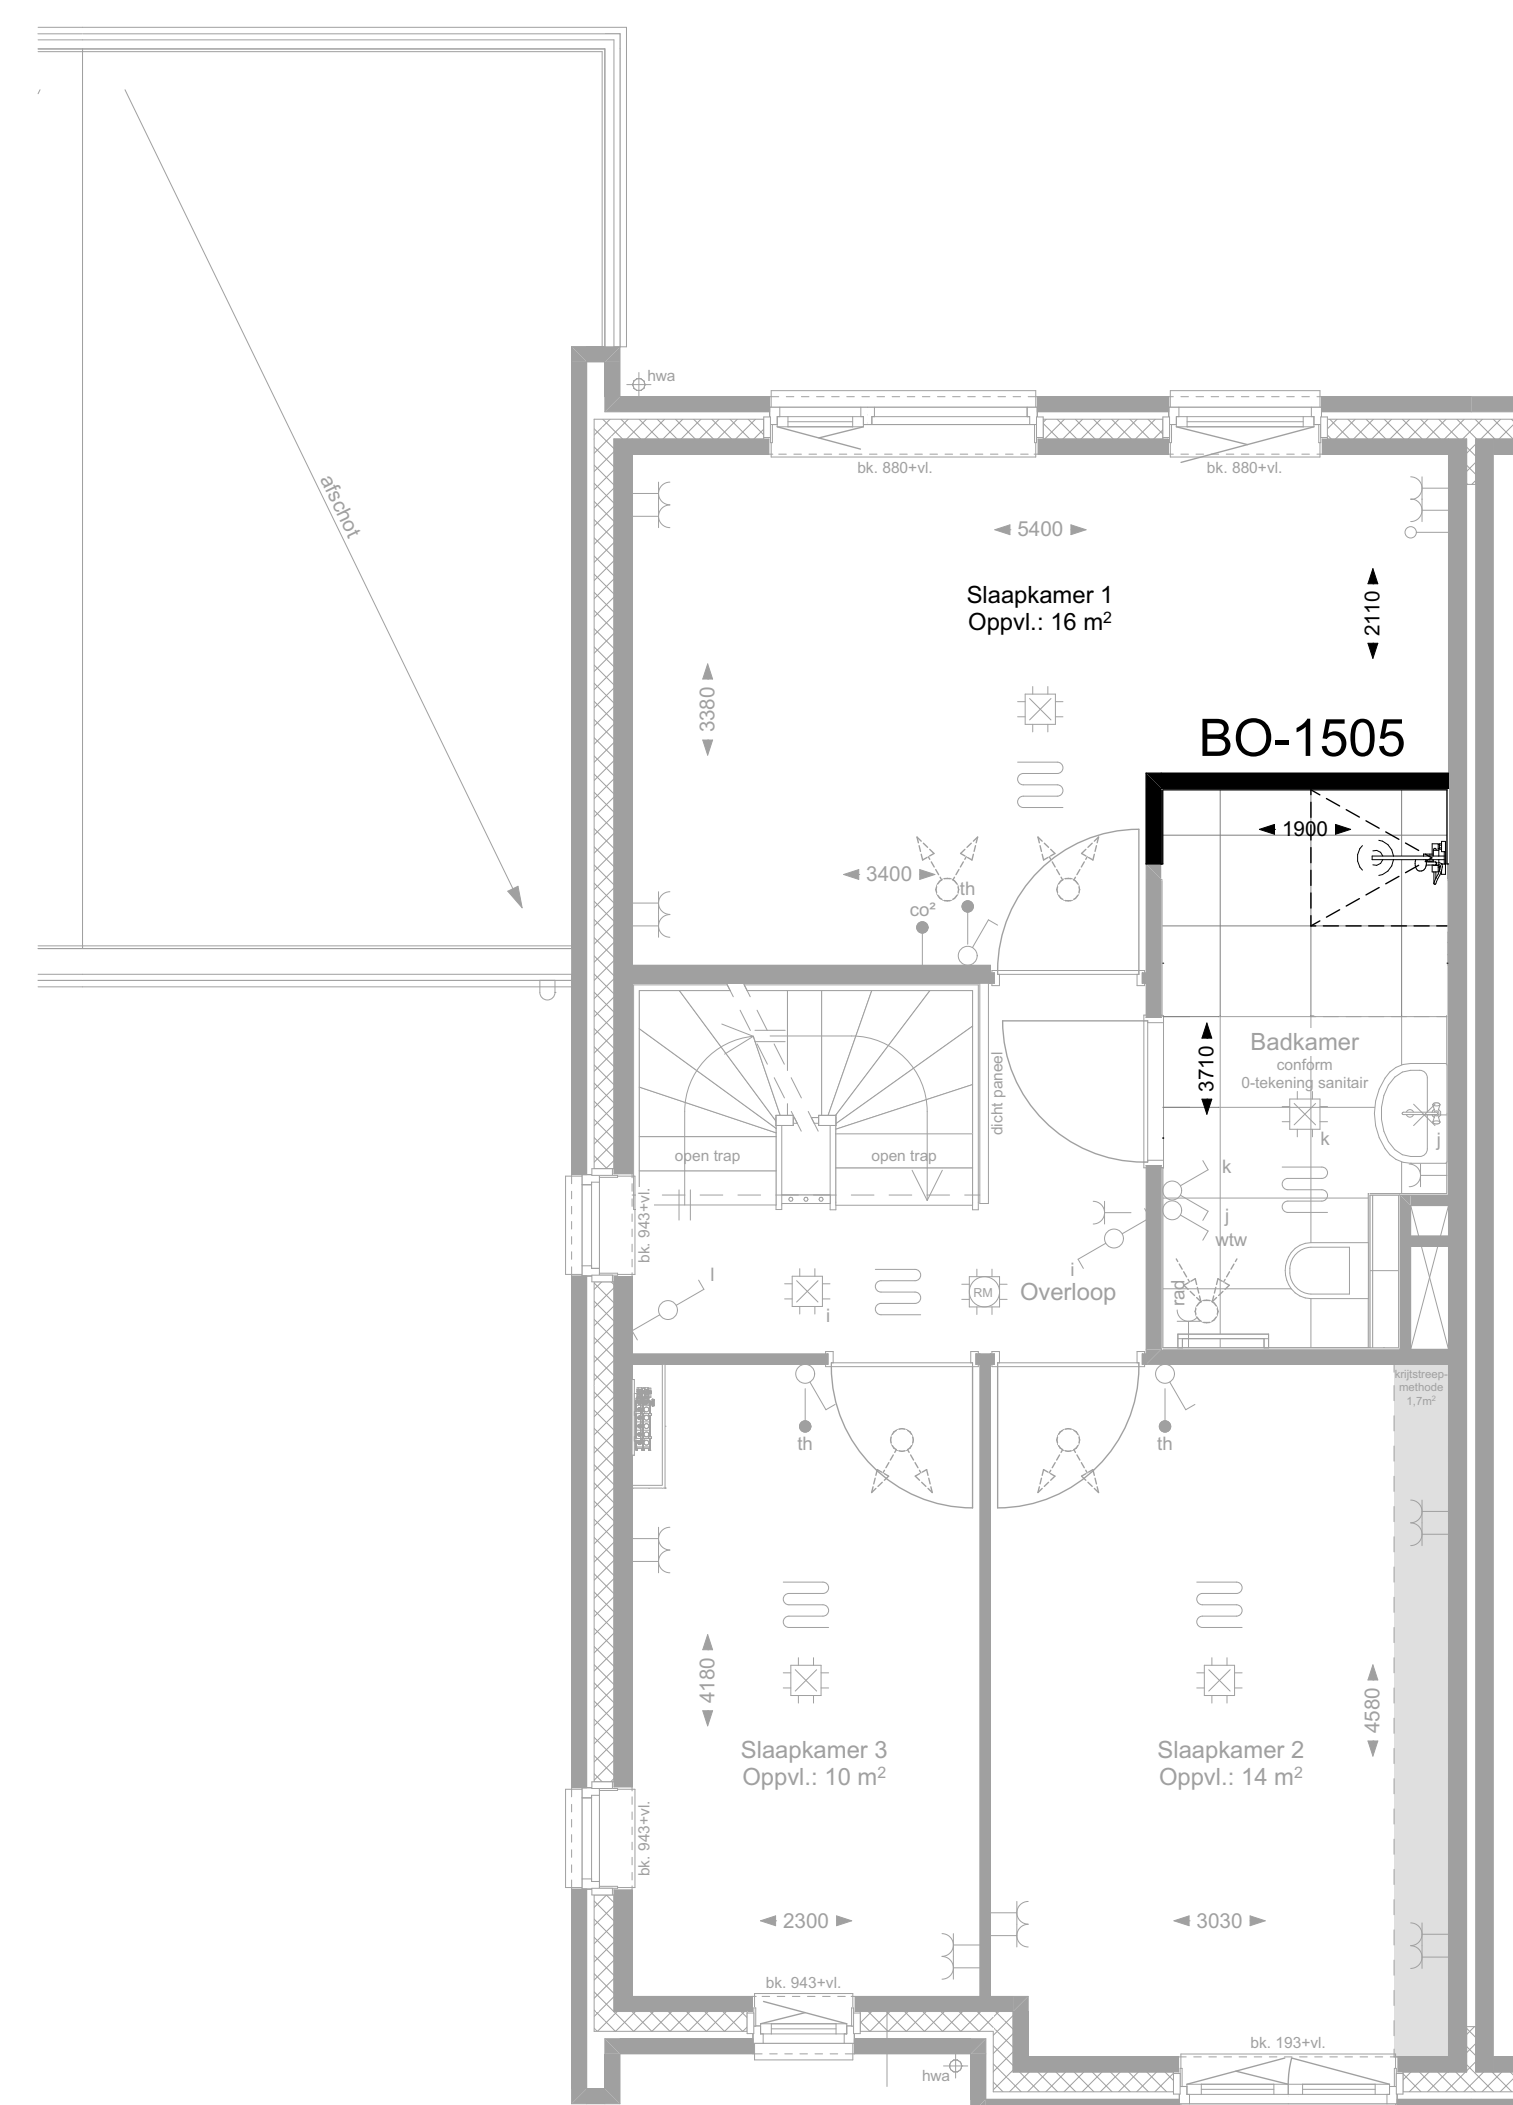 hwa
bk. 880+vl.
bk. 880+vl.
afschot
5400
Slaapkamer 1
Oppvl.: 16 m²
2110
3380
BO-1505
1900
3400
th
co²
dicht paneel
3710
Badkamer
conform
0-tekening sanitair
k
j
open trap
open trap
k
j
wtw
bk. 943+vl.
i
l
i
RM
Overloop
rad
krijtstreep-
methode
1,7m²
th
th
4180
4580
Slaapkamer 3
Oppvl.: 10 m²
Slaapkamer 2
Oppvl.: 14 m²
bk. 943+vl.
2300
3030
bk. 943+vl.
bk. 193+vl.
hwa